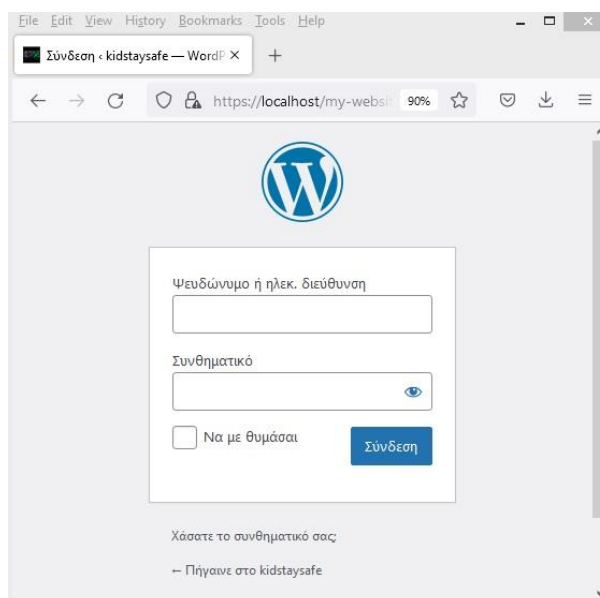 File Edit View History Bookmarks Tools Help
Σύνδεση ‹ kidstaysafe — WordP
https://localhost/my-websi 90%
Ψευδώνυμο ή ηλεκ. διεύθυνση
Συνθηματικό
Να με θυμάσαι
Σύνδεση
Χάσατε το συνθηματικό σας;
← Πήγαινε στο kidstaysafe